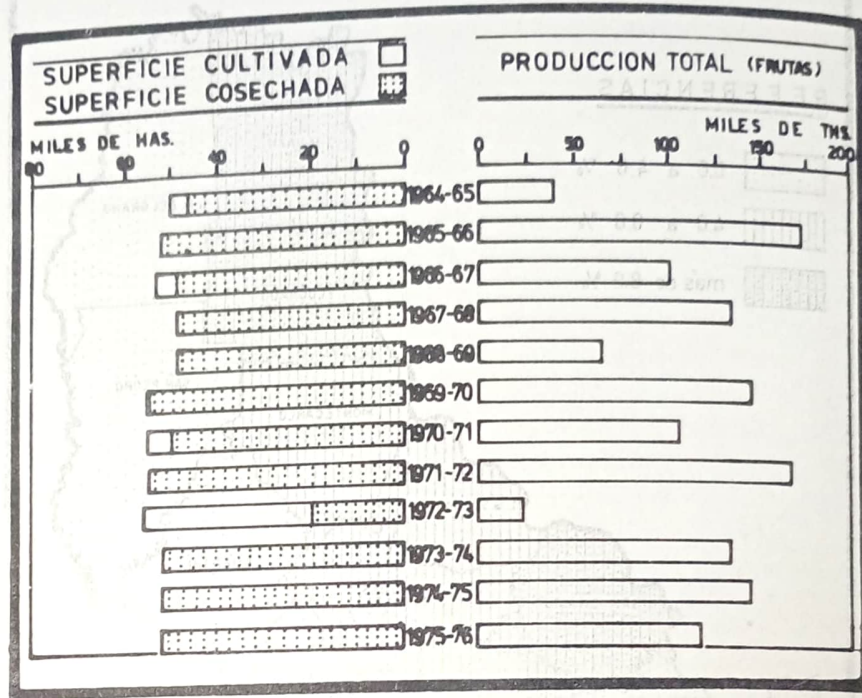 SUPERFICIE CULTIVADA
SUPERFICIE COSECHADA
PRODUCCION TOTAL (FRUTAS)
MILES DE HAS.
80 60 40 20 0
MILES DE TNS.
0 50 100 150 200
1964-65
1965-66
1966-67
1967-68
1968-69
1969-70
1970-71
1971-72
1972-73
1973-74
1974-75
1975-76